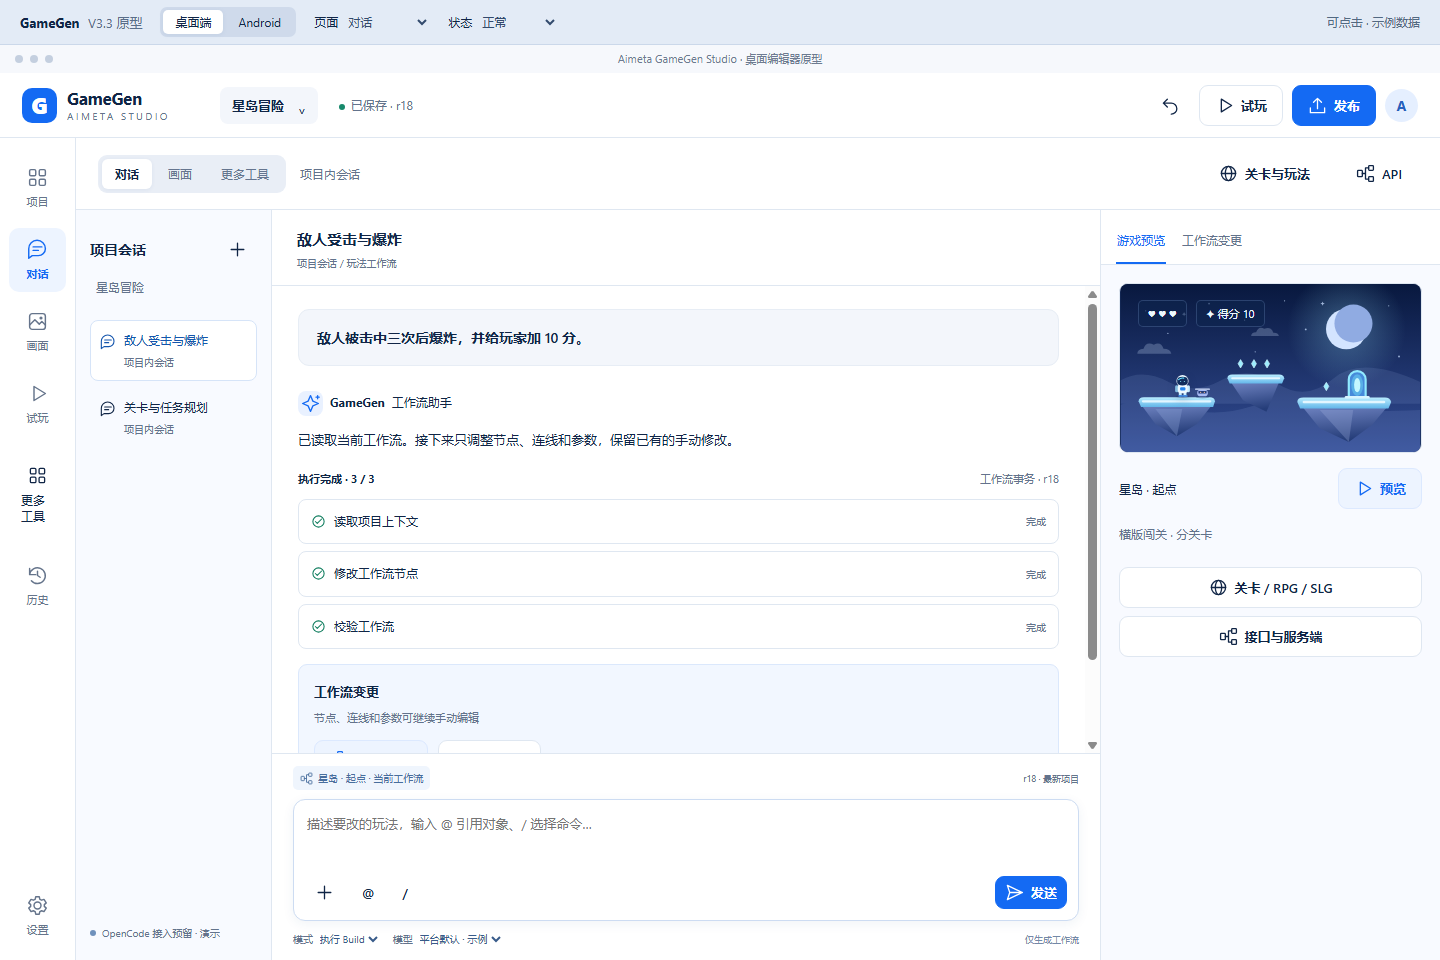 GameGen V3.3 原型 桌面端 Android 页面 对话 状态 正常 可点击 · 示例数据
Aimeta GameGen Studio · 桌面编辑器原型
G GameGen
AIMETA STUDIO
星岛冒险 已保存 · r18 试玩 发布 A
对话 画面 更多工具 项目内会话 关卡与玩法 API
项目
对话
画面
试玩
更多
工具
历史
设置
项目会话
星岛冒险
敌人受击与爆炸
项目内会话
关卡与任务规划
项目内会话
OpenCode 接入预留 · 演示
敌人受击与爆炸
项目会话 / 玩法工作流
敌人被击中三次后爆炸，并给玩家加 10 分。
GameGen 工作流助手
已读取当前工作流。接下来只调整节点、连线和参数，保留已有的手动修改。
执行完成 · 3 / 3 工作流事务 · r18
读取项目上下文 完成
修改工作流节点 完成
校验工作流 完成
工作流变更
节点、连线和参数可继续手动编辑
星岛 · 起点 · 当前工作流 r18 · 最新项目
描述要改的玩法，输入 @ 引用对象、/ 选择命令...
@ / 发送
模式 执行 Build 模型 平台默认 · 示例 仅生成工作流
游戏预览 工作流变更
得分 10
星岛 · 起点 预览
横版闯关 · 分关卡
关卡 / RPG / SLG
接口与服务端